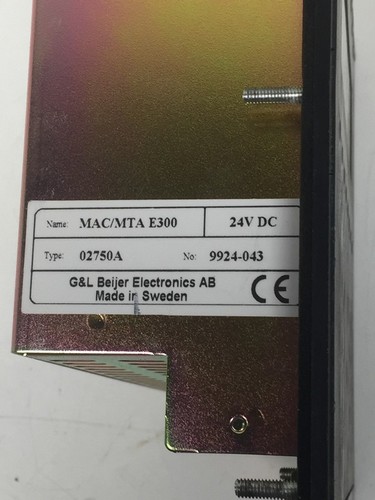 Name: MAC/MTA E300 24V DC
Type: 02750A No: 9924-043
G&L Beijer Electronics AB
Made in Sweden CE